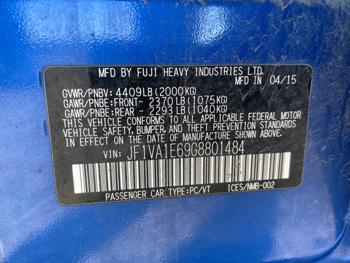 MFD BY FUJI HEAVY INDUSTRIES LTD. IN 04/15
GVWR/PNBV: 4409LB(2000KG)
GAWR/PNBE:FRONT- 2370LB(1075KG)
GAWR/PNBE:REAR - 2293LB(1040KG)
THIS VEHICLE CONFORMS TO ALL APPLICABLE FEDERAL MOTOR
VEHICLE SAFETY, BUMPER, AND THEFT PREVENTION STANDARDS
IN EFFECT ON THE DATE OF MANUFACTURE SHOWN ABOVE.
VIN: JF1VA1E69G8801484
PASSENGER CAR, TYPE:PC/VT ICES/NMB-002